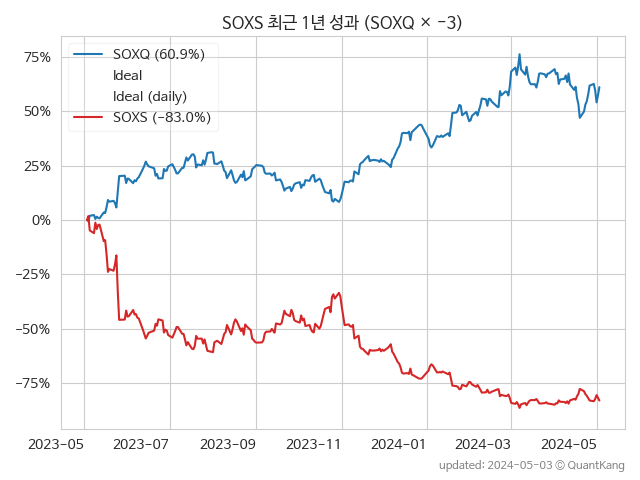 SOXS 최근 1년 성과 (SOXQ × −3)
SOXQ (60.9%)
Ideal
Ideal (daily)
SOXS (−83.0%)
75%
50%
25%
0%
−25%
−50%
−75%
2023−05
2023−07
2023−09
2023−11
2024−01
2024−03
2024−05
updated: 2024−05−03 © QuantKang